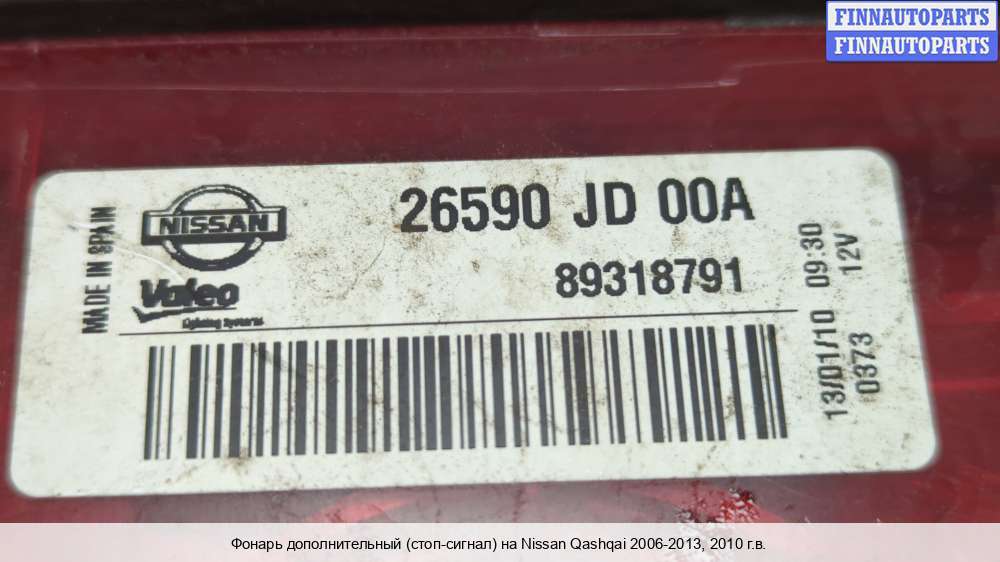 FINNAUTOPARTS
FINNAUTOPARTS
MADE IN SPAIN
NISSAN
26590 JD 00A
Valeo
Lighting Systems
89318791
13/01/10 09:30
0373 12V
Фонарь дополнительный (стоп-сигнал) на Nissan Qashqai 2006-2013, 2010 г.в.